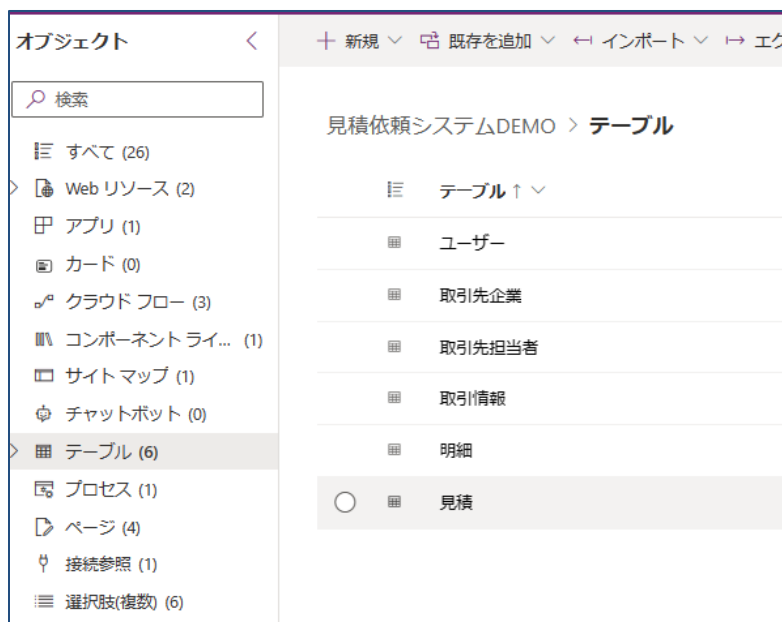 オブジェクト
新規 既存を追加 インポート エク
検索
見積依頼システムDEMO > テーブル
すべて (26)
Web リソース (2)
アプリ (1)
カード (0)
クラウド フロー (3)
コンポーネント ライ... (1)
サイト マップ (1)
チャットボット (0)
テーブル (6)
プロセス (1)
ページ (4)
接続参照 (1)
選択肢(複数) (6)
テーブル ↑
ユーザー
取引先企業
取引先担当者
取引情報
明細
見積